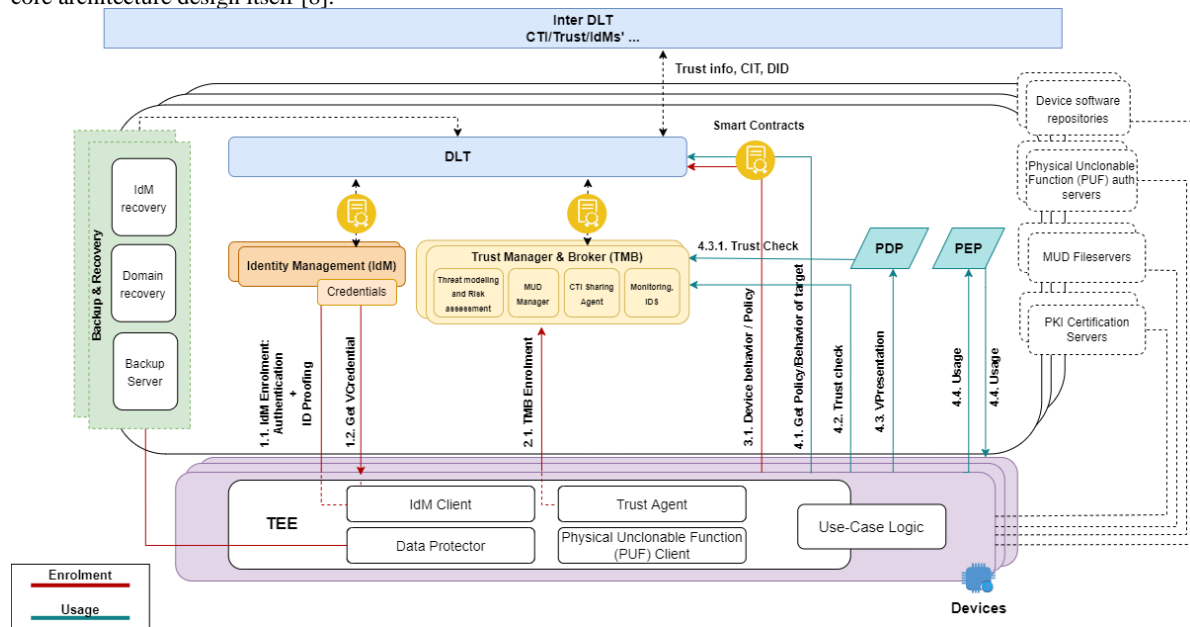 core architecture design itself [8].
Inter DLT
CTI/Trust/IdMs' ...
Trust info, CIT, DID
Device software
repositories
Smart Contracts
DLT
Physical Unclonable
Function (PUF) auth
servers
IdM
recovery
Domain
recovery
Backup
Server
Backup & Recovery
Identity Management (IdM)
Credentials
Trust Manager & Broker (TMB)
Threat modeling
and Risk
assessment
MUD
Manager
CTI Sharing
Agent
Monitoring,
IDS
4.3.1. Trust Check
PDP
PEP
MUD Fileservers
PKI Certification
Servers
1.1. IdM Enrolment:
Authentication
+
ID Proofing
1.2. Get VCredential
2.1. TMB Enrolment
3.1. Device behavior / Policy
4.1. Get Policy/Behavior of target
4.2. Trust check
4.3. VPresentation
4.4. Usage
4.4. Usage
TEE
IdM Client
Trust Agent
Data Protector
Physical Unclonable Function
(PUF) Client
Use-Case Logic
Enrolment
Usage
Devices